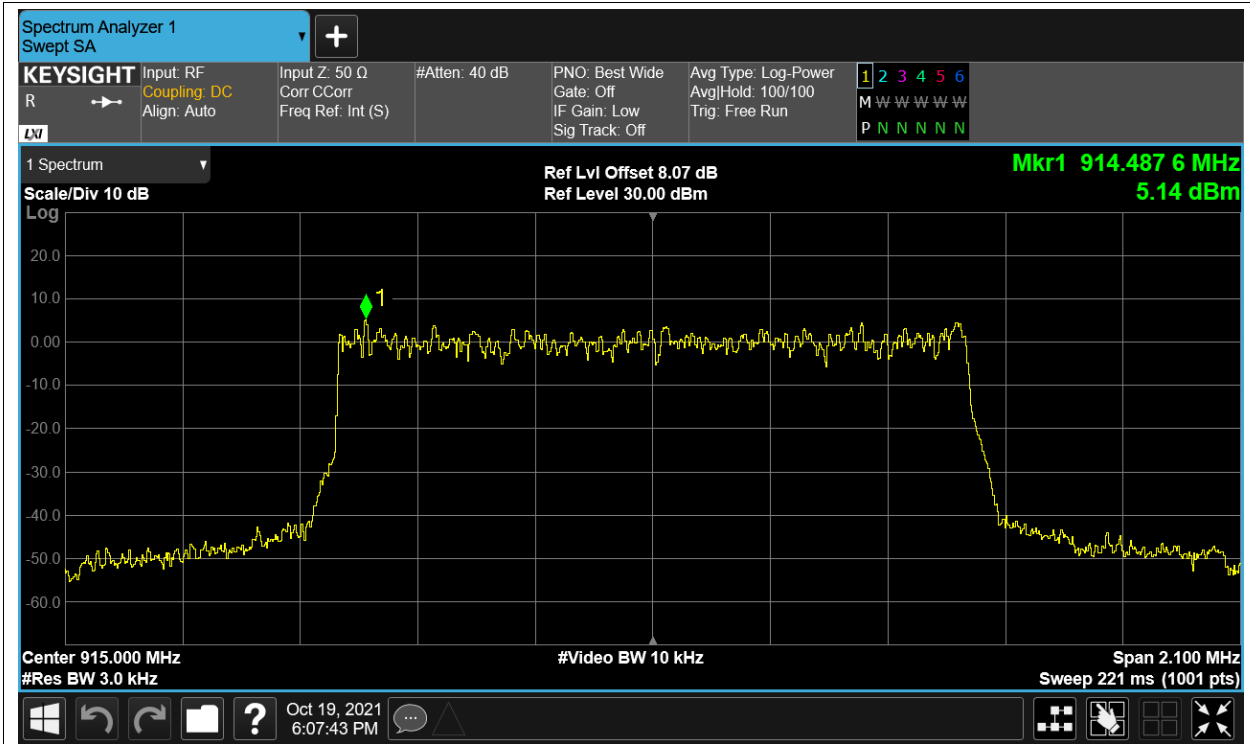 Spectrum Analyzer 1
Swept SA
+
KEYSIGHT Input: RF Input Z: 50 Ω #Atten: 40 dB PNO: Best Wide Avg Type: Log-Power 1 2 3 4 5 6
R Coupling: DC Corr CCorr Gate: Off Avg|Hold: 100/100 M W W W W W
Align: Auto Freq Ref: Int (S) IF Gain: Low Trig: Free Run
LXI Sig Track: Off P N N N N N
1 Spectrum Ref Lvl Offset 8.07 dB Mkr1 914.487 6 MHz
Scale/Div 10 dB Ref Level 30.00 dBm 5.14 dBm
Log
20.0
10.0 1
0.00
-10.0
-20.0
-30.0
-40.0
-50.0
-60.0
Center 915.000 MHz #Video BW 10 kHz Span 2.100 MHz
#Res BW 3.0 kHz Sweep 221 ms (1001 pts)
? Oct 19, 2021
6:07:43 PM